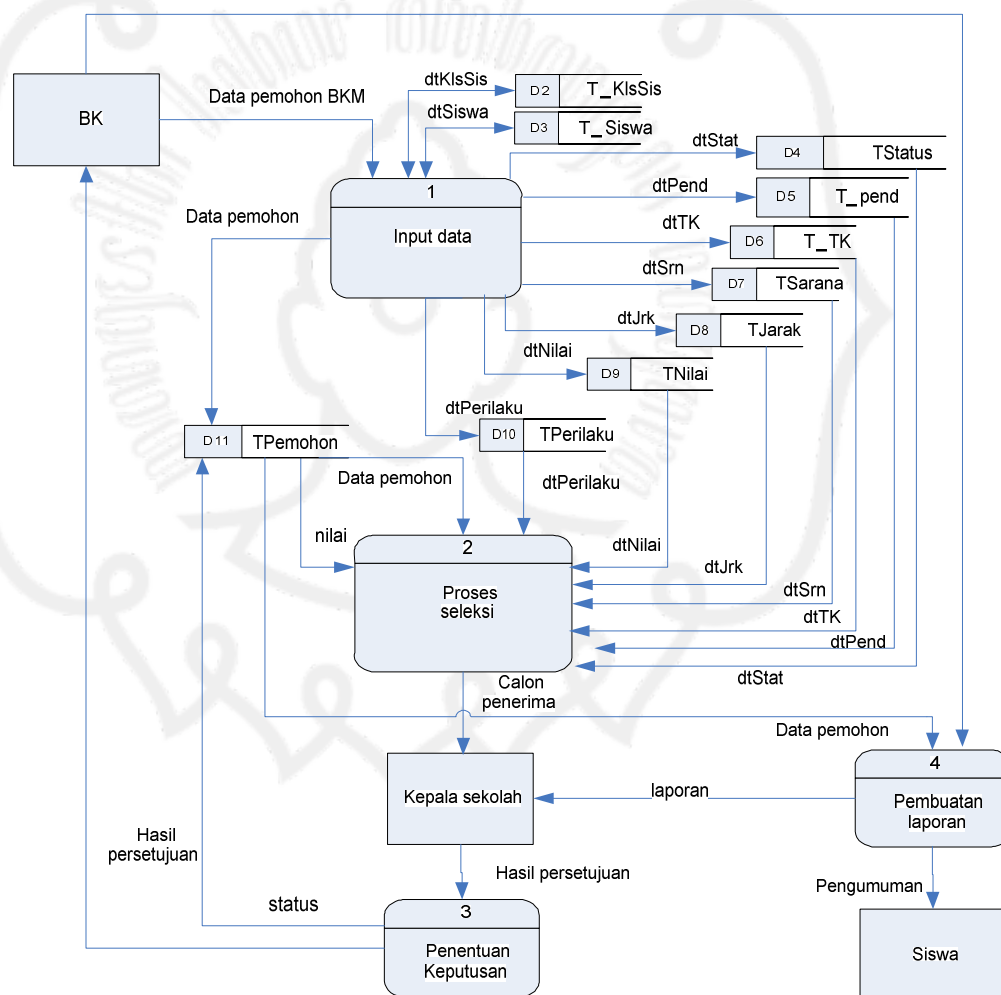 BK
Data pemohon BKM
dtKlsSis
D2
T_KlsSis
dtSiswa
D3
T_Siswa
dtStat
D4
TStatus
dtPend
D5
T_pend
dtTK
D6
T_TK
dtSrn
D7
TSarana
dtJrk
D8
TJarak
dtNilai
D9
TNilai
dtPerilaku
D10
TPerilaku
1
Input data
Data pemohon
D11
TPemohon
Data pemohon
dtPerilaku
nilai
2
Proses
seleksi
dtNilai
dtJrk
dtSrn
dtTK
dtPend
dtStat
Calon
penerima
Data pemohon
4
Pembuatan
laporan
Kepala sekolah
laporan
Hasil
persetujuan
Hasil persetujuan
Pengumuman
status
3
Penentuan
Keputusan
Siswa